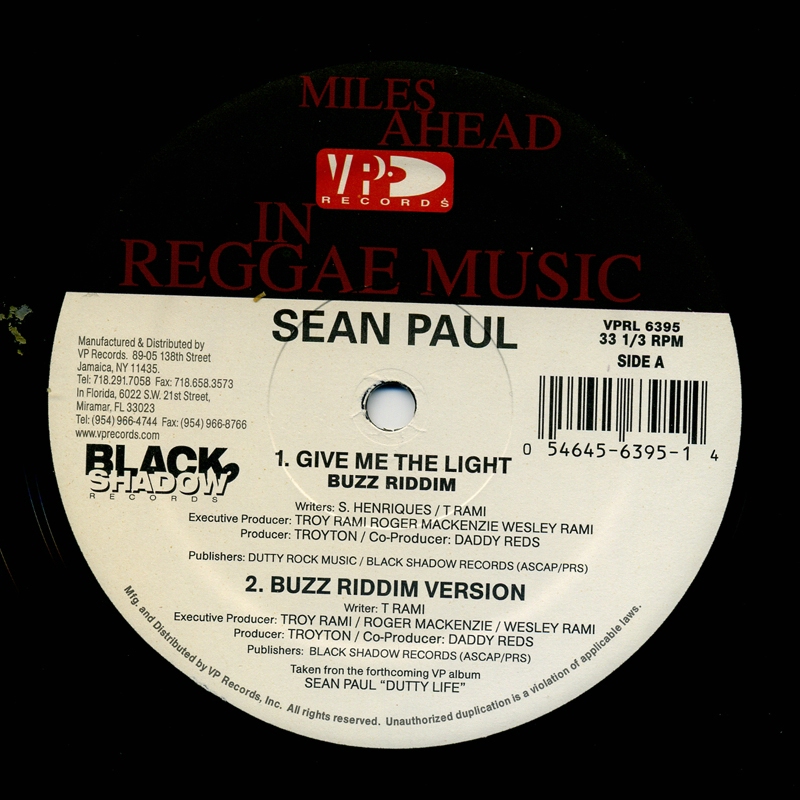 MILES
AHEAD
VP
RECORDS
IN
REGGAE MUSIC
SEAN PAUL
VPRL 6395
33 1/3 RPM
SIDE A
Manufactured & Distributed by
VP Records. 89-05 138th Street
Jamaica, NY 11435.
Tel: 718.291.7058 Fax: 718.658.3573
In Florida, 6022 S.W. 21st Street,
Miramar, FL 33023
Tel: (954) 966-4744 Fax: (954) 966-8766
www.vprecords.com
0 54645-6395-1 4
BLACK
SHADOW
RECORDS
1. GIVE ME THE LIGHT
BUZZ RIDDIM
Writers: S. HENRIQUES / T RAMI
Executive Producer: TROY RAMI ROGER MACKENZIE WESLEY RAMI
Producer: TROYTON / Co-Producer: DADDY REDS
Publishers: DUTTY ROCK MUSIC / BLACK SHADOW RECORDS (ASCAP/PRS)
2. BUZZ RIDDIM VERSION
Writer: T RAMI
Executive Producer: TROY RAMI / ROGER MACKENZIE / WESLEY RAMI
Producer: TROYTON / Co-Producer: DADDY REDS
Publishers: BLACK SHADOW RECORDS (ASCAP/PRS)
Taken fron the forthcoming VP album
SEAN PAUL "DUTTY LIFE"
Mfg. and Distributed by VP Records, Inc. All rights reserved. Unauthorized duplication is a violation of applicable laws.